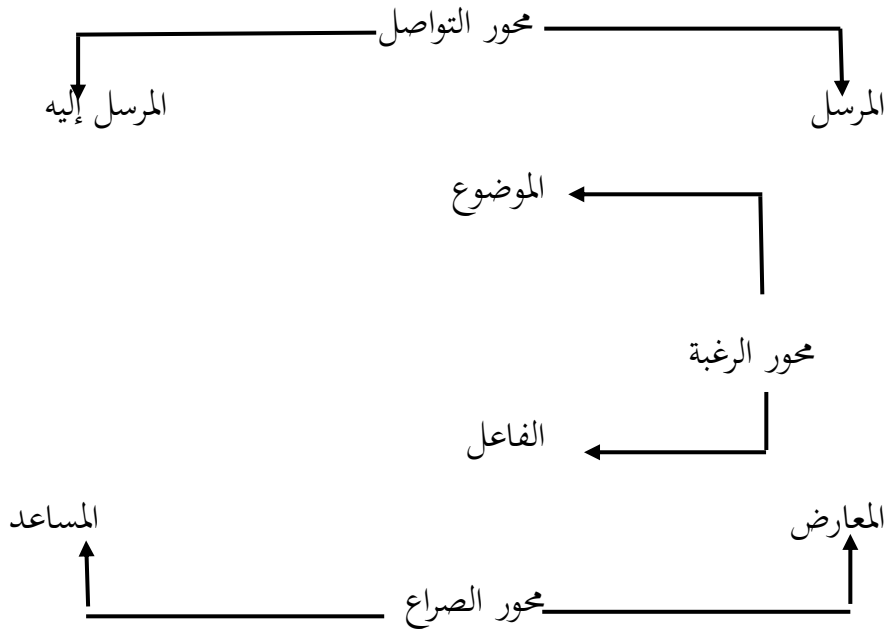 محور التواصل
المرسل المرسل إليه
الموضوع
محور الرغبة
الفاعل
المعارض المساعد
محور الصراع